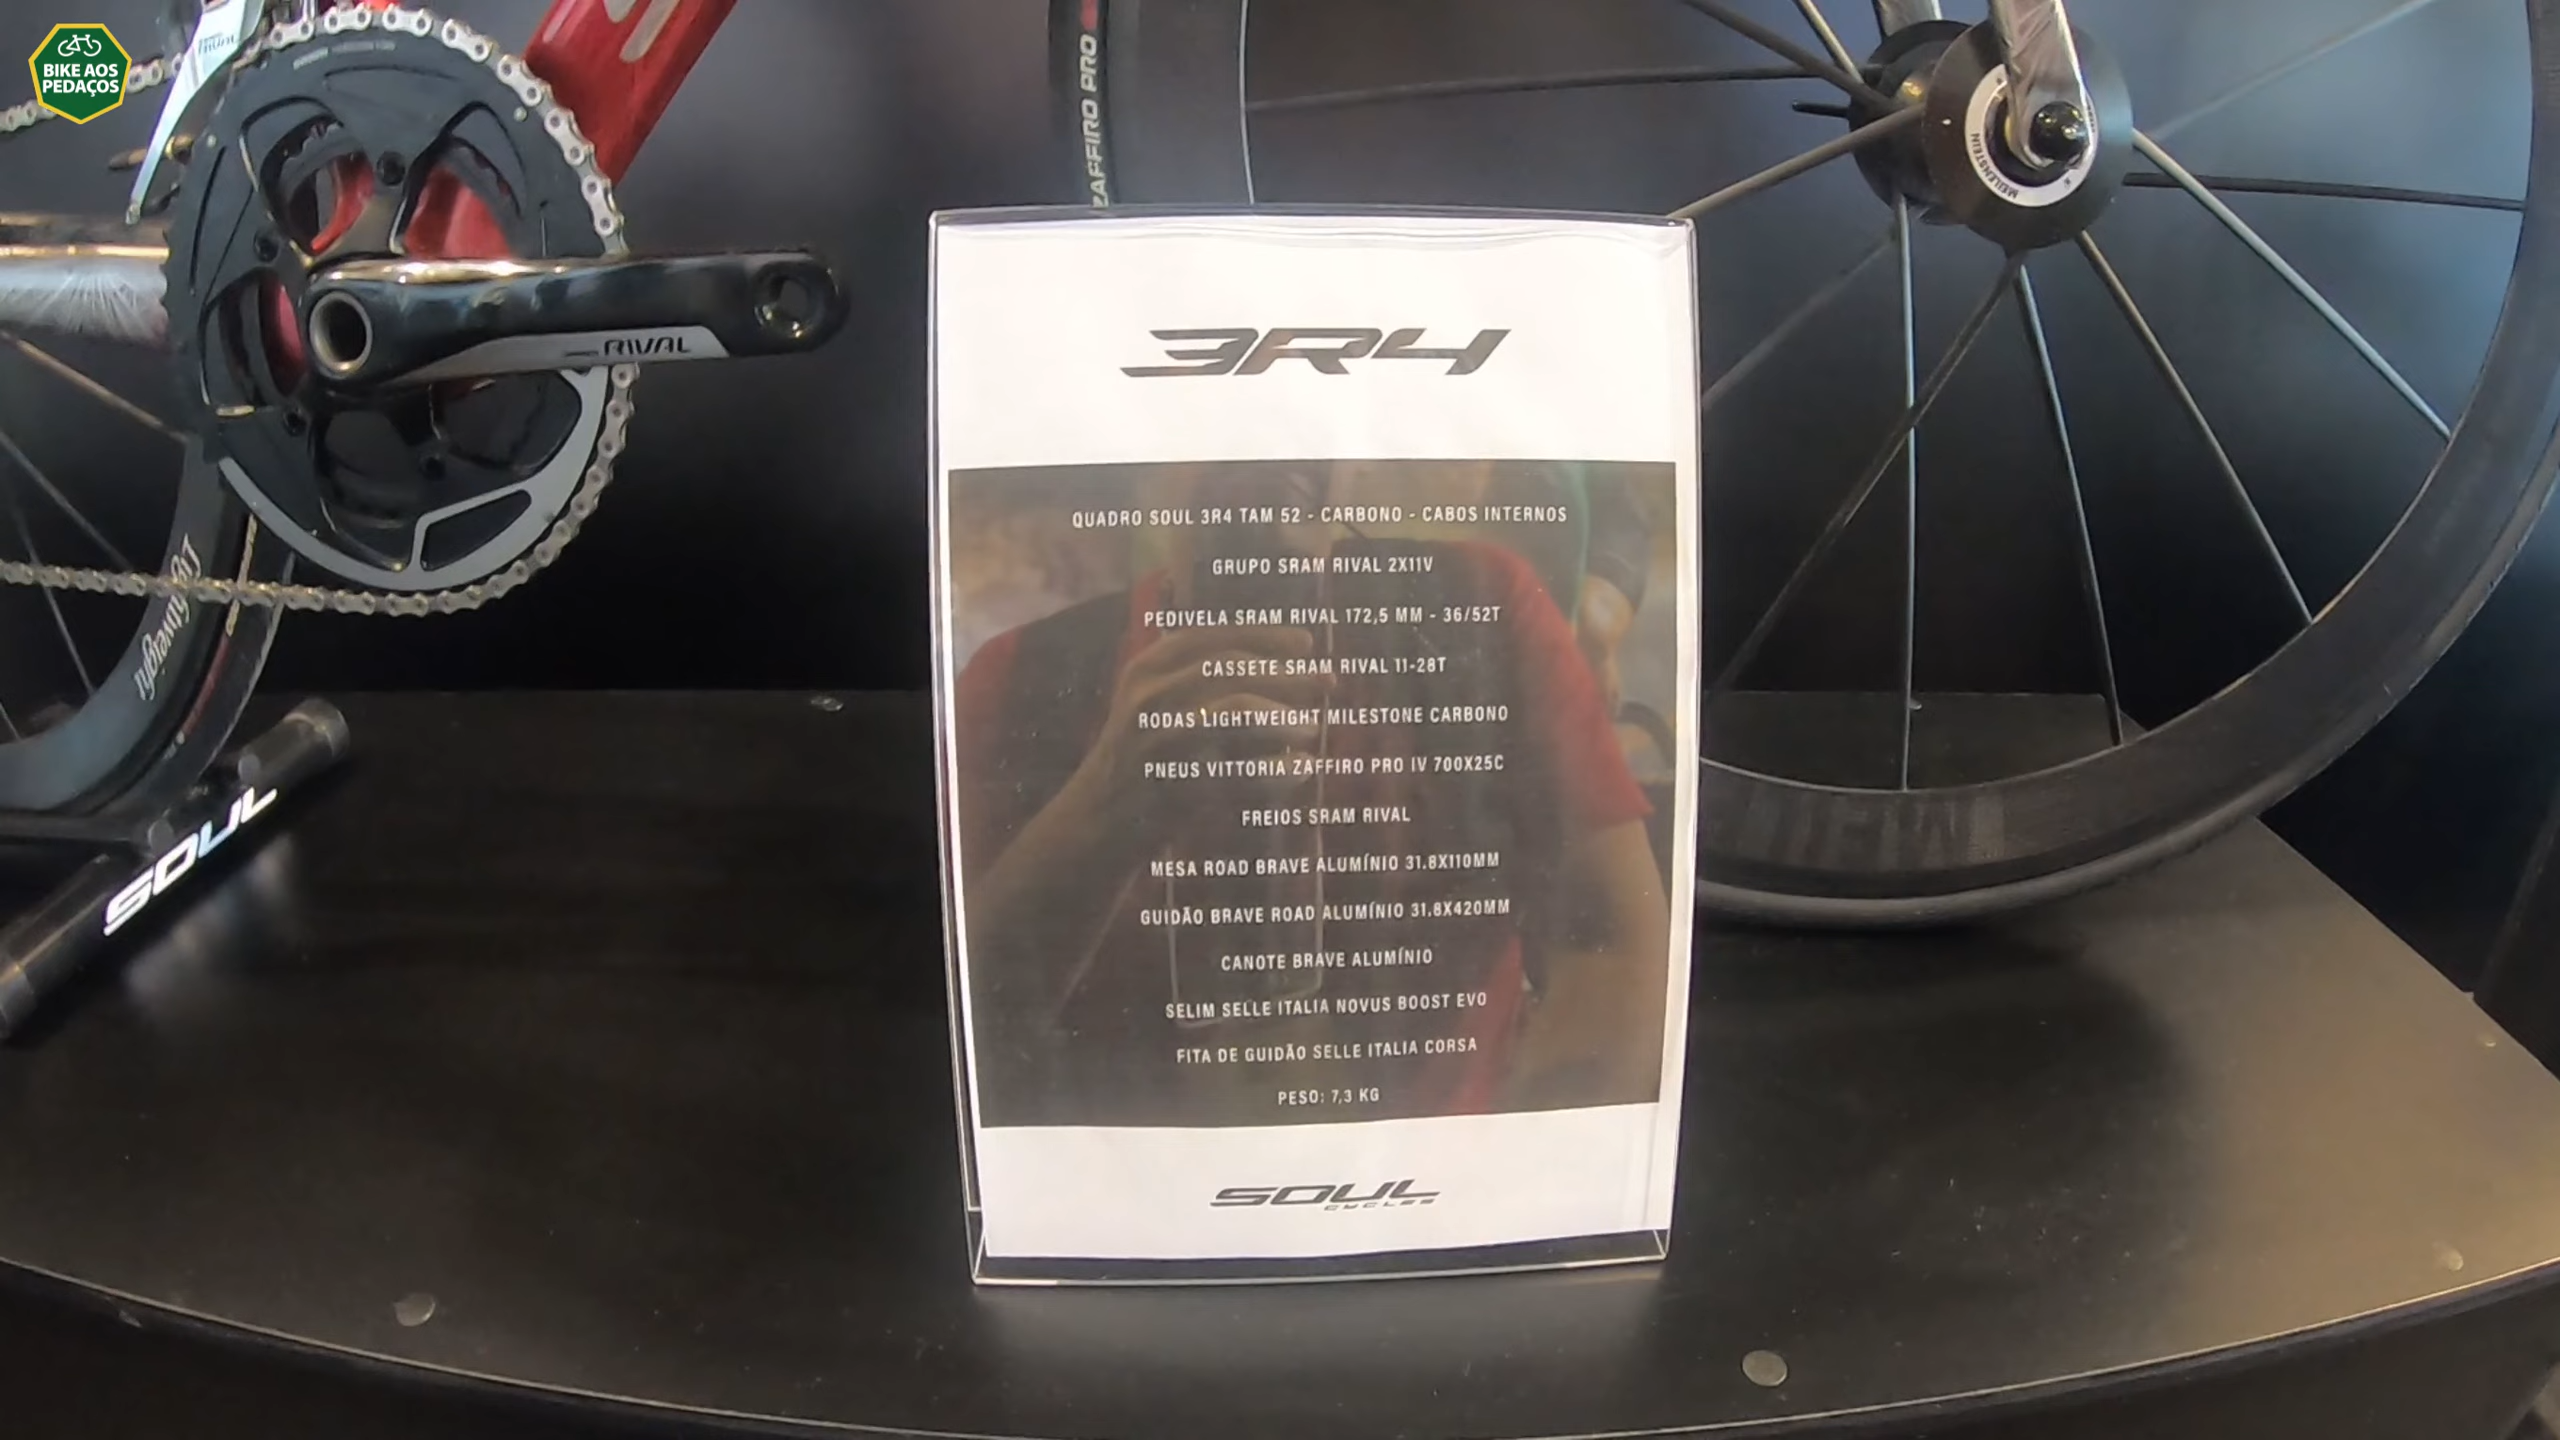 BIKE AOS
PEDAÇOS
RIVAL
RIVAL
ZAFFIRO PRO
MEILENSTEIN
Lightweight
SOUL
3R4
QUADRO SOUL 3R4 TAM 52 - CARBONO - CABOS INTERNOS
GRUPO SRAM RIVAL 2X11V
PEDIVELA SRAM RIVAL 172,5 MM - 36/52T
CASSETE SRAM RIVAL 11-28T
RODAS LIGHTWEIGHT MILESTONE CARBONO
PNEUS VITTORIA ZAFFIRO PRO IV 700X25C
FREIOS SRAM RIVAL
MESA ROAD BRAVE ALUMÍNIO 31.8X110MM
GUIDÃO BRAVE ROAD ALUMÍNIO 31.8X420MM
CANOTE BRAVE ALUMÍNIO
SELIM SELLE ITALIA NOVUS BOOST EVO
FITA DE GUIDÃO SELLE ITALIA CORSA
PESO: 7,3 KG
SOUL
CYCLES